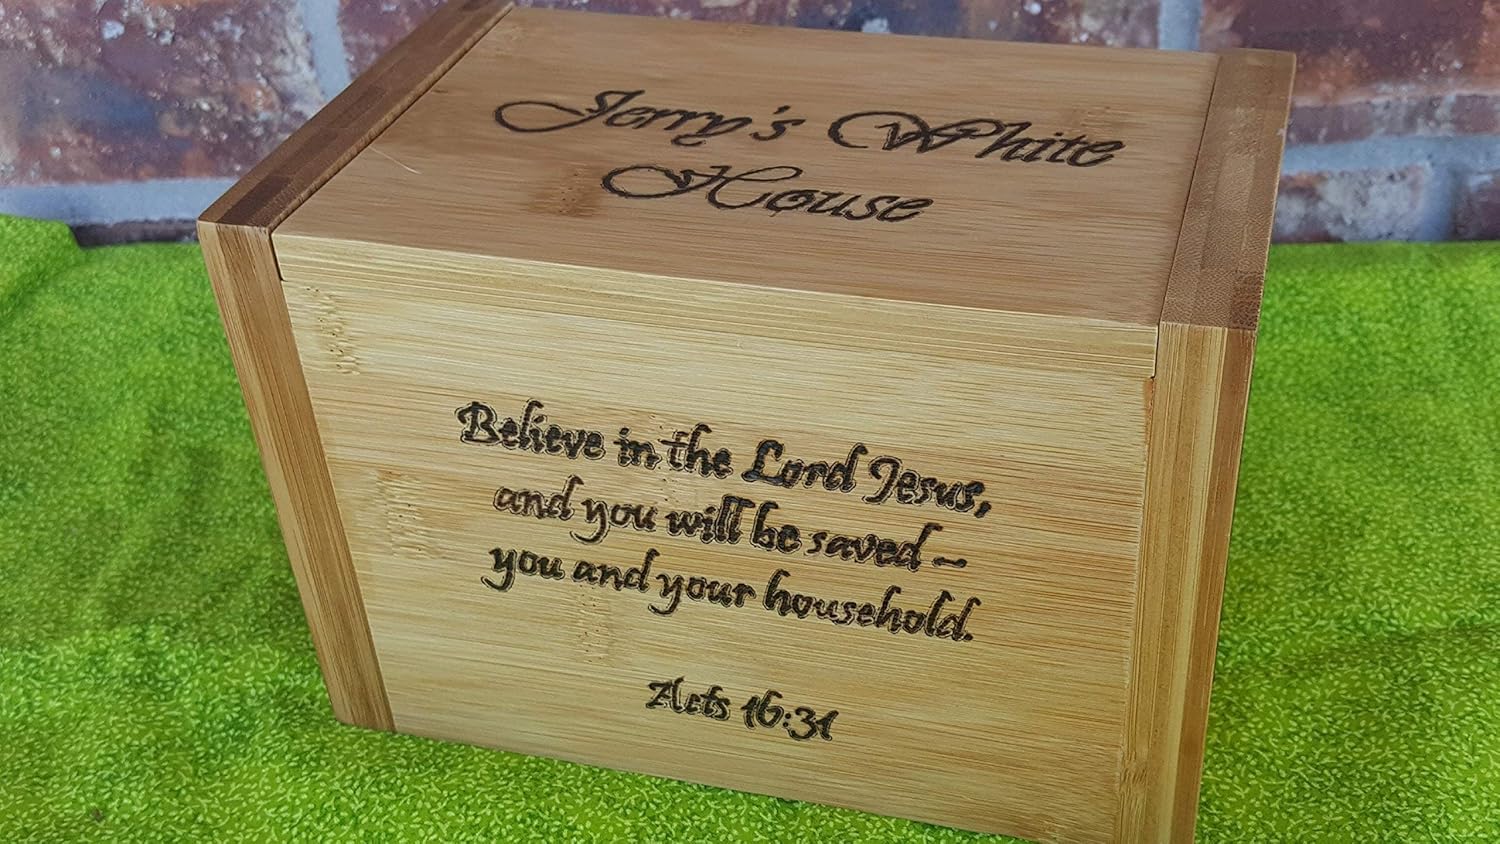 Jerry's White
House
Believe in the Lord Jesus,
and you will be saved –
you and your household.
Acts 16:31